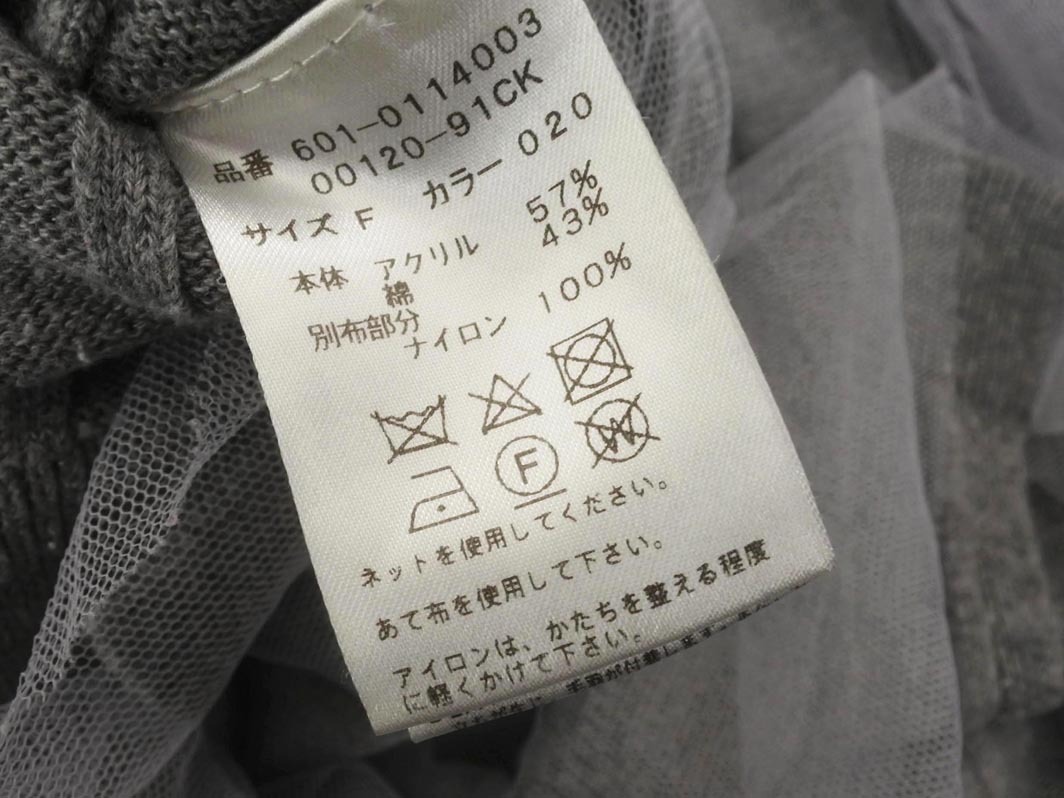 品番 601-0114003
00120-91CK
サイズ F カラー 020
本体 アクリル 57%
綿 43%
別布部分
ナイロン 100%
F
W
ネットを使用してください。
あて布を使用して下さい。
アイロンは、かたちを整える程度
に軽くかけて下さい。